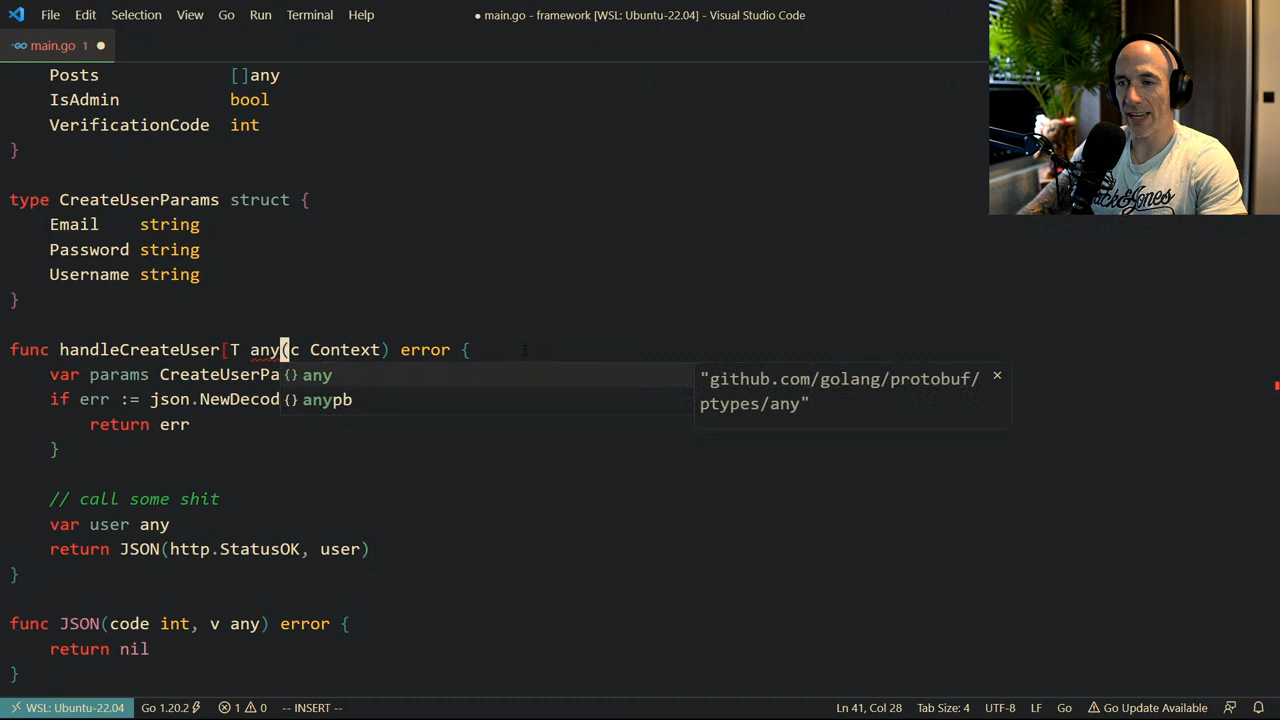 File Edit Selection View Go Run Terminal Help
● main.go - framework [WSL: Ubuntu-22.04] - Visual Studio Code
main.go 1 ●
Posts []any
IsAdmin bool
VerificationCode int
}
type CreateUserParams struct {
Email string
Password string
Username string
}
func handleCreateUser[T any(c Context) error {
var params CreateUserPa
if err := json.NewDecod
return err
}
{} any
{} anypb
"github.com/golang/protobuf/
ptypes/any"
// call some shit
var user any
return JSON(http.StatusOK, user)
}
func JSON(code int, v any) error {
return nil
}
WSL: Ubuntu-22.04 Go 1.20.2 1 0 -- INSERT -- Ln 41, Col 28 Tab Size: 4 UTF-8 LF Go Go Update Available